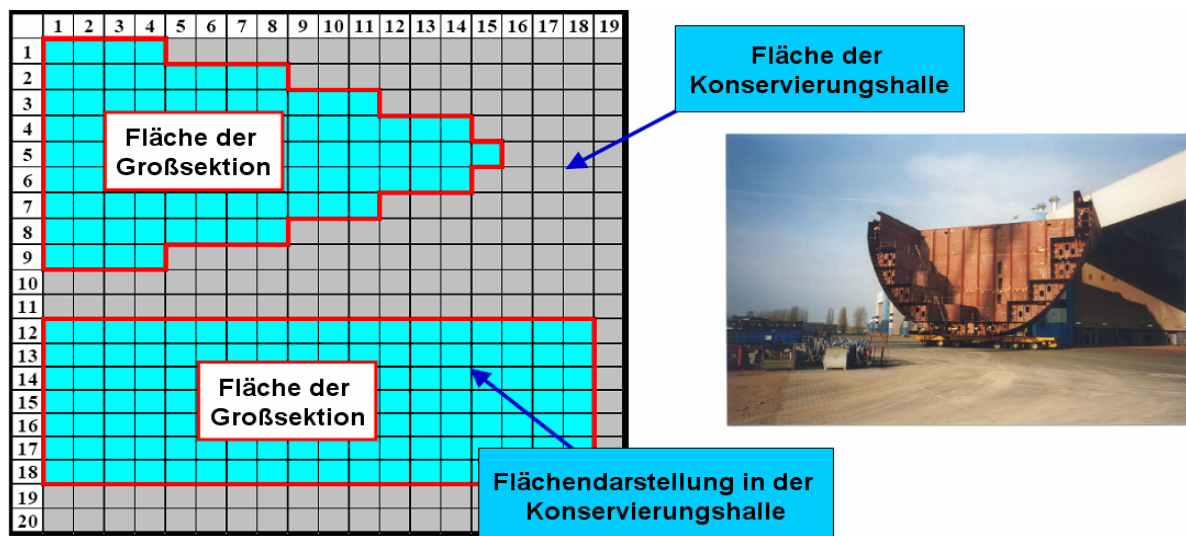 1 2 3 4 5 6 7 8 9 10 11 12 13 14 15 16 17 18 19
1
2
3
4
5
6
7
8
9
10
11
12
13
14
15
16
17
18
19
20
Fläche der
Großsektion
Fläche der
Großsektion
Fläche der
Konservierungshalle
Flächendarstellung in der
Konservierungshalle